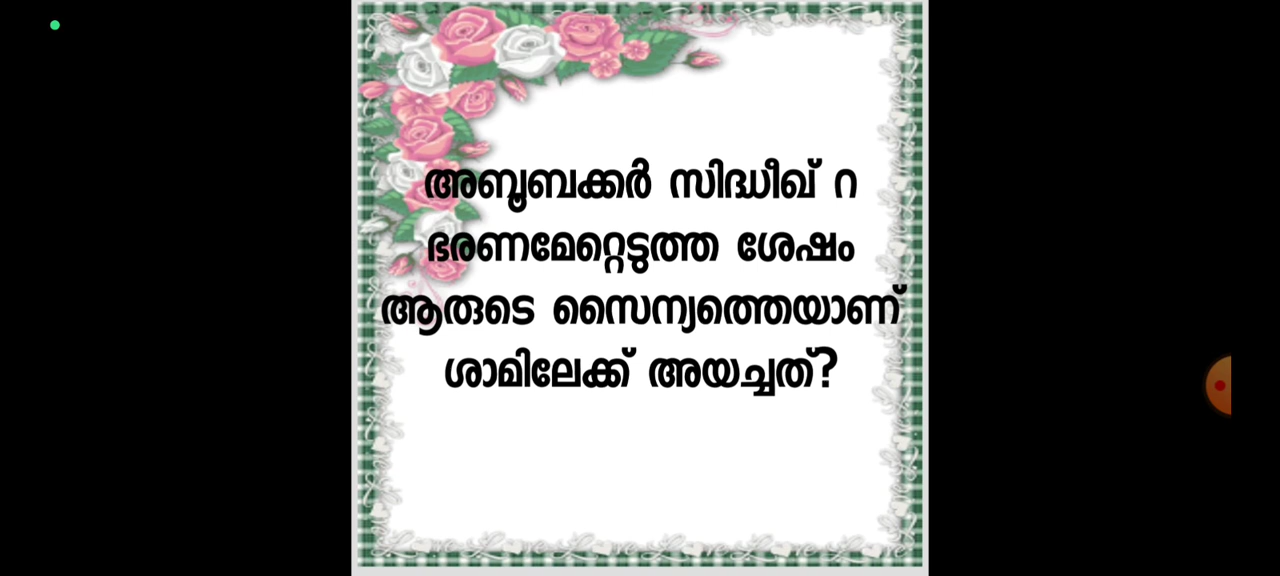 അബൂബക്കർ സിദ്ധീഖ് റ
ഭരണമേറ്റെടുത്ത ശേഷം
ആരുടെ സൈന്യത്തെയാണ്
ശാമിലേക്ക് അയച്ചത്?